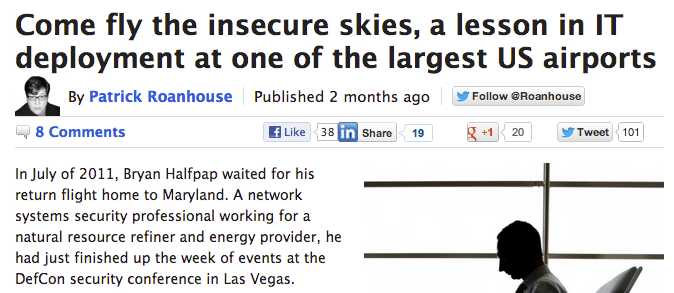 Come fly the insecure skies, a lesson in IT
deployment at one of the largest US airports
By Patrick Roanhouse Published 2 months ago Follow @Roanhouse
8 Comments Like 38 in Share 19 g +1 20 Tweet 101
In July of 2011, Bryan Halfpap waited for his
return flight home to Maryland. A network
systems security professional working for a
natural resource refiner and energy provider, he
had just finished up the week of events at the
DefCon security conference in Las Vegas.